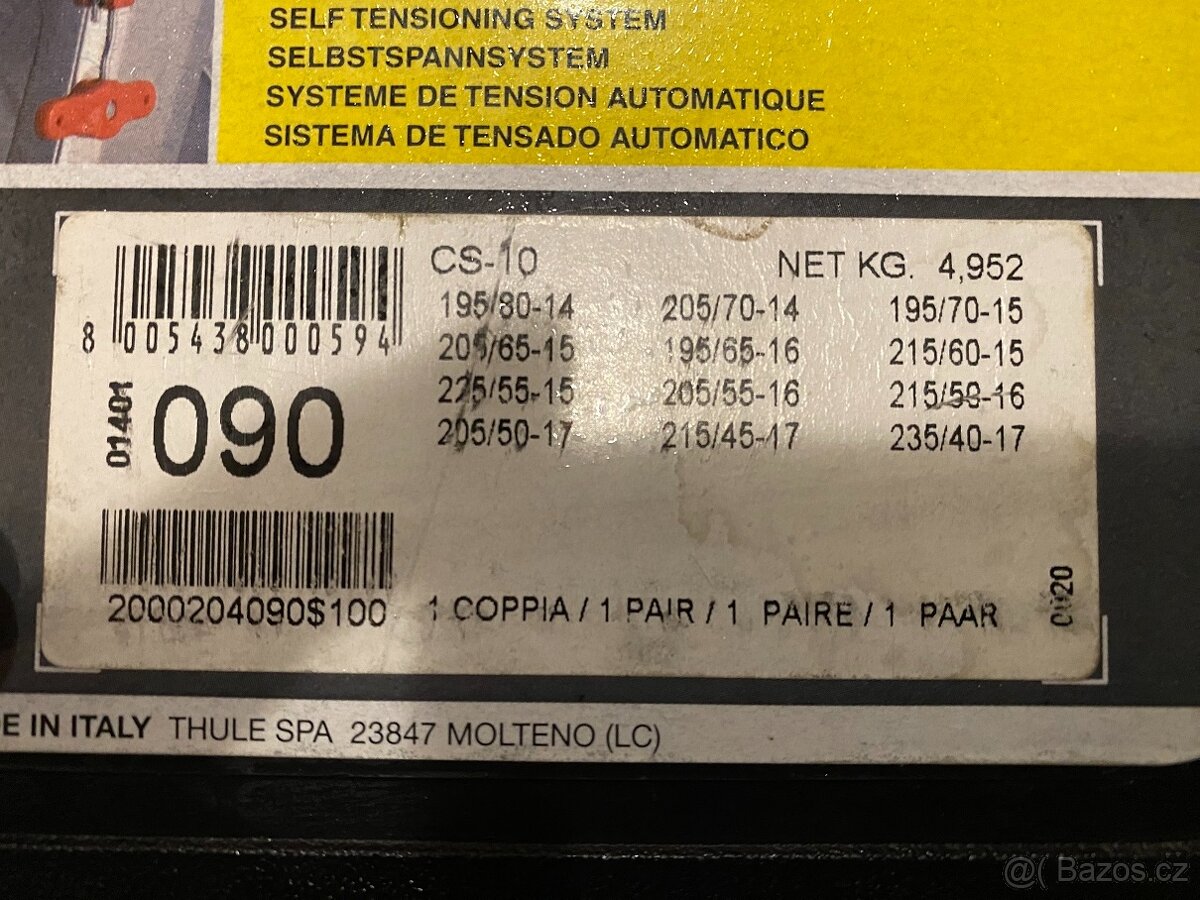 SELF TENSIONING SYSTEM
SELBSTSPANNSYSTEM
SYSTEME DE TENSION AUTOMATIQUE
SISTEMA DE TENSADO AUTOMATICO
CS-10 NET KG. 4,952
195/80-14 205/70-14 195/70-15
205/65-15 195/65-16 215/60-15
225/55-15 205/55-16 215/50-16
205/50-17 215/45-17 235/40-17
8 005438 000594
01401
090
2000204090$100
1 COPPIA / 1 PAIR / 1 PAIRE / 1 PAAR
E IN ITALY THULE SPA 23847 MOLTENO (LC)
@( Bazos.cz